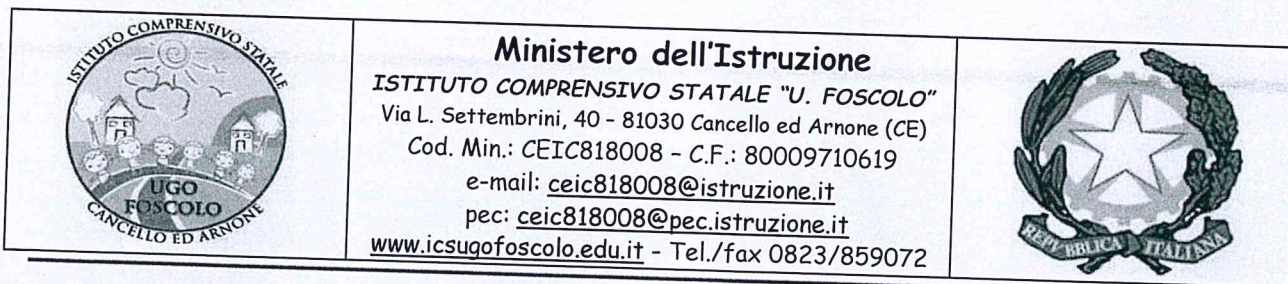 ISTITUTO COMPRENSIVO STATALE
UGO
FOSCOLO
CANCELLO ED ARNONE
Ministero dell'Istruzione
ISTITUTO COMPRENSIVO STATALE "U. FOSCOLO"
Via L. Settembrini, 40 - 81030 Cancello ed Arnone (CE)
Cod. Min.: CEIC818008 - C.F.: 80009710619
e-mail: ceic818008@istruzione.it
pec: ceic818008@pec.istruzione.it
www.icsugofoscolo.edu.it - Tel./fax 0823/859072
REPVBBLICA ITALIANA